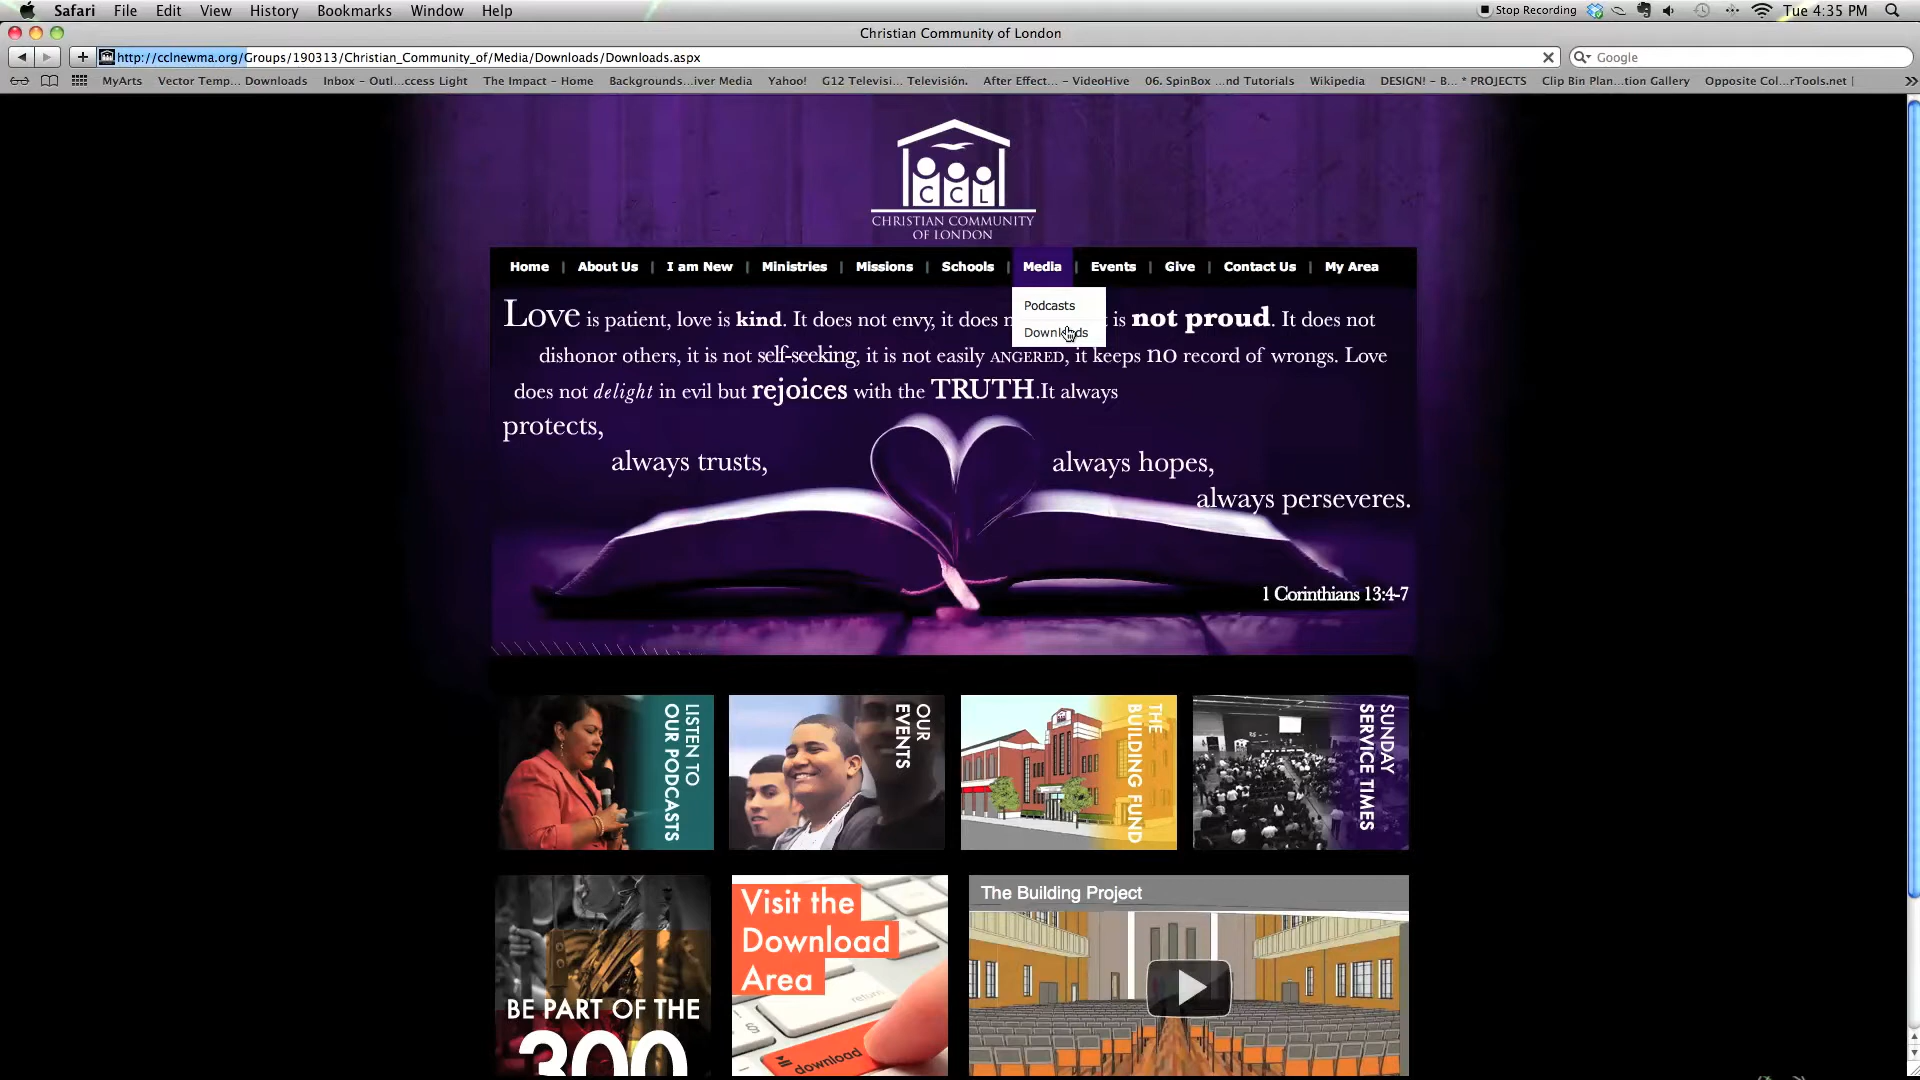 Safari File Edit View History Bookmarks Window Help Stop Recording Tue 4:35 PM
Christian Community of London
http://cclnewma.org/Groups/190313/Christian_Community_of/Media/Downloads/Downloads.aspx Google
MyArts Vector Temp... Downloads Inbox - Outl...ccess Light The Impact - Home Backgrounds...iver Media Yahoo! G12 Televisi... Televisión. After Effect... - VideoHive 06. SpinBox ...nd Tutorials Wikipedia DESIGN! - B... * PROJECTS Clip Bin Plan...tion Gallery Opposite Col...rTools.net
CCL
CHRISTIAN COMMUNITY
OF LONDON
Home | About Us | I am New | Ministries | Missions | Schools | Media | Events | Give | Contact Us | My Area
Podcasts
Downloads
Love is patient, love is kind. It does not envy, it does is not proud. It does not
dishonor others, it is not self-seeking, it is not easily ANGERED, it keeps no record of wrongs. Love
does not delight in evil but rejoices with the TRUTH.It always
protects,
always trusts,
always hopes,
always perseveres.
1 Corinthians 13:4-7
LISTEN TO
OUR PODCASTS
OUR
EVENTS
THE
BUILDING FUND
SUNDAY
SERVICE TIMES
BE PART OF THE
300
Visit the
Download
Area
return
download
The Building Project